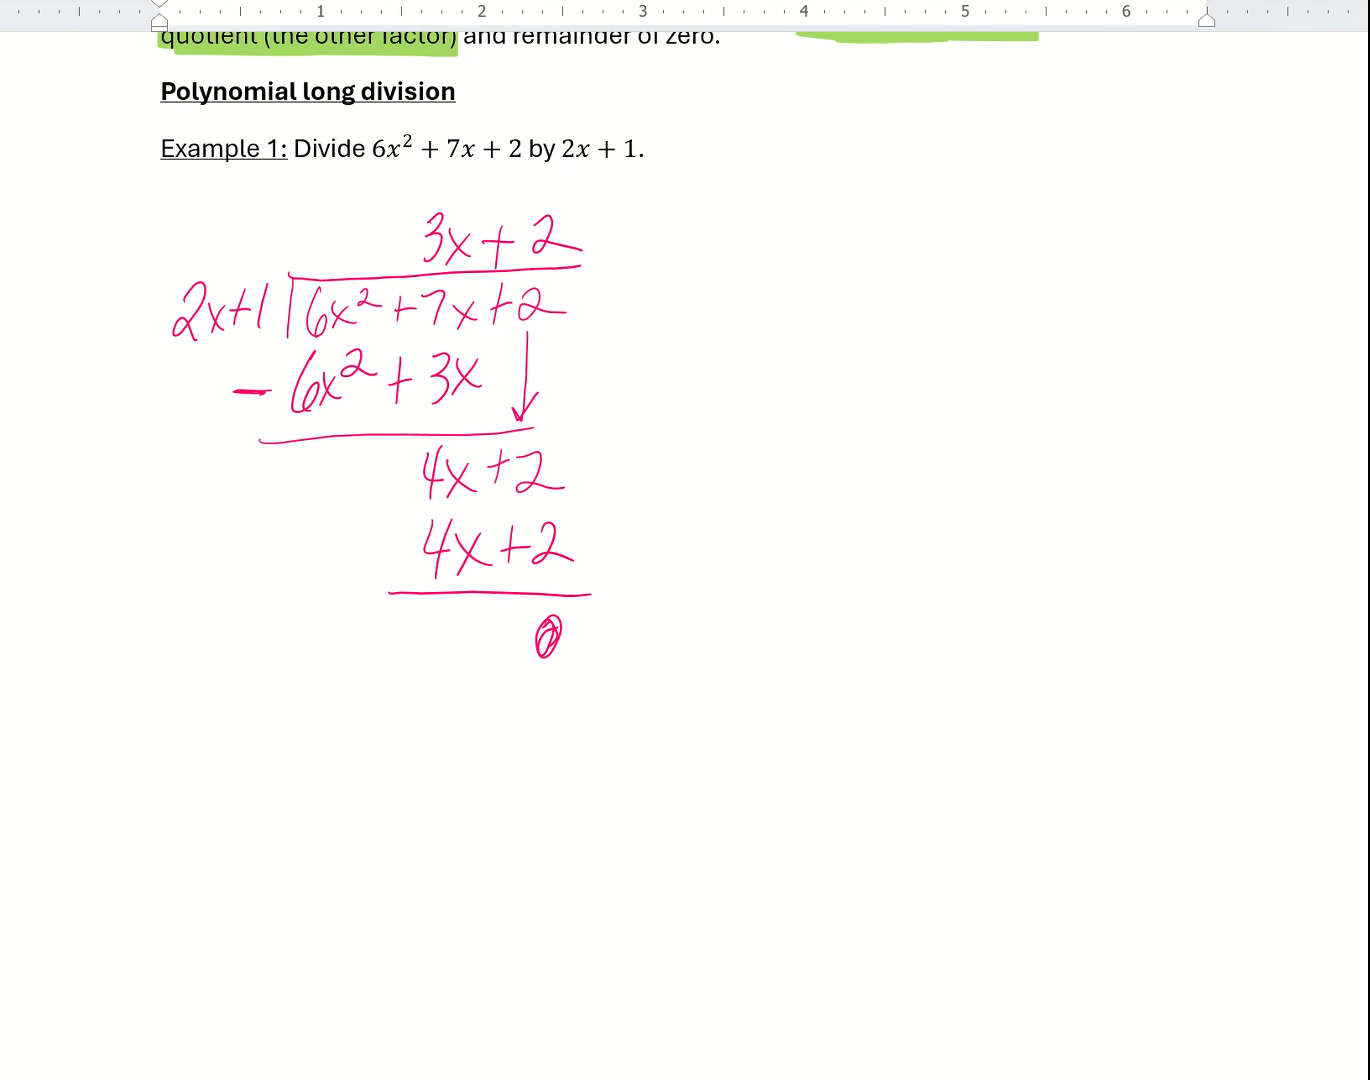 1 2 3 4 5 6
quotient (the other factor) and remainder of zero.
Polynomial long division
Example 1: Divide 6x² + 7x + 2 by 2x + 1.
3x + 2
2x+1 6x² + 7x + 2
- 6x² + 3x
4x + 2
4x + 2
0